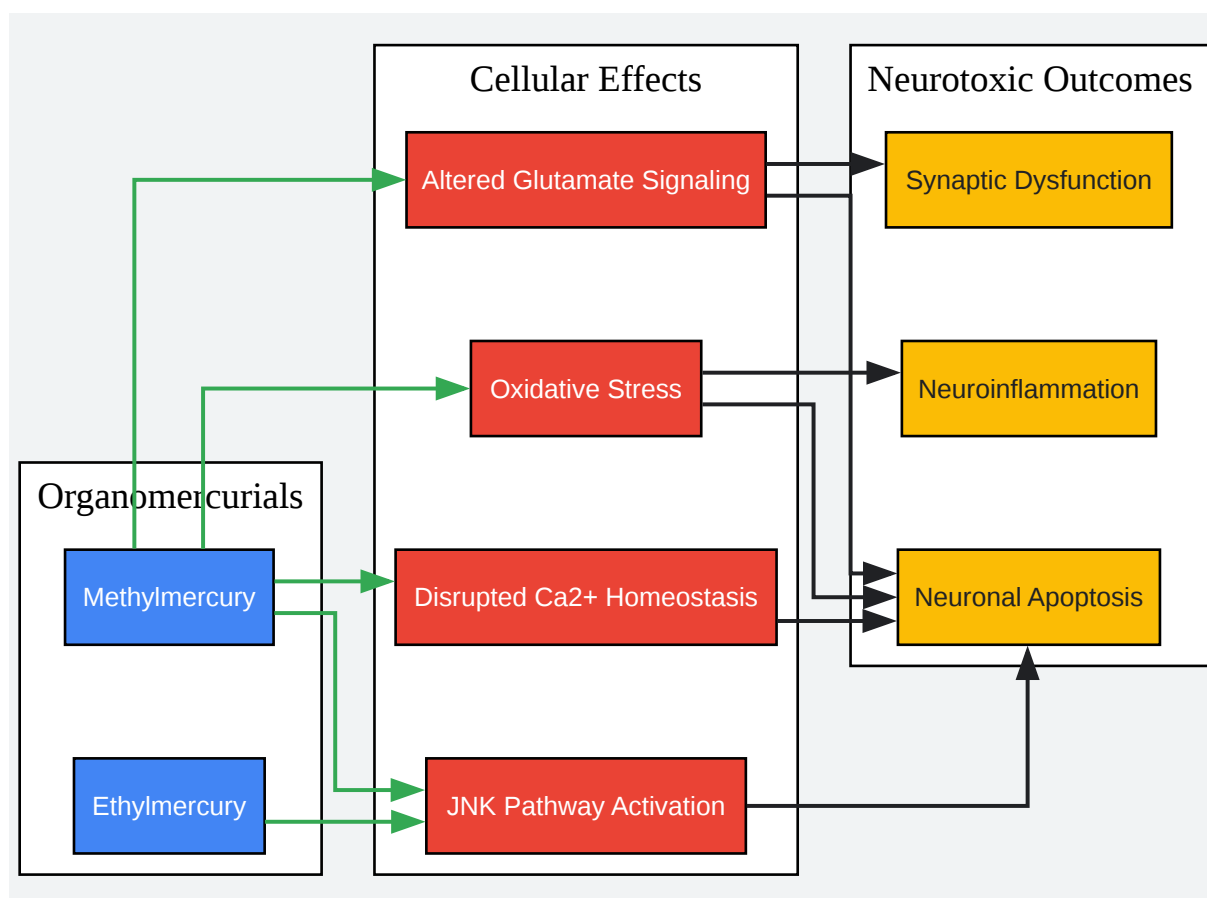 Cellular Effects
Neurotoxic Outcomes
Altered Glutamate Signaling
Synaptic Dysfunction
Oxidative Stress
Neuroinflammation
Organomercurials
Methylmercury
Disrupted Ca2+ Homeostasis
Neuronal Apoptosis
Ethylmercury
JNK Pathway Activation